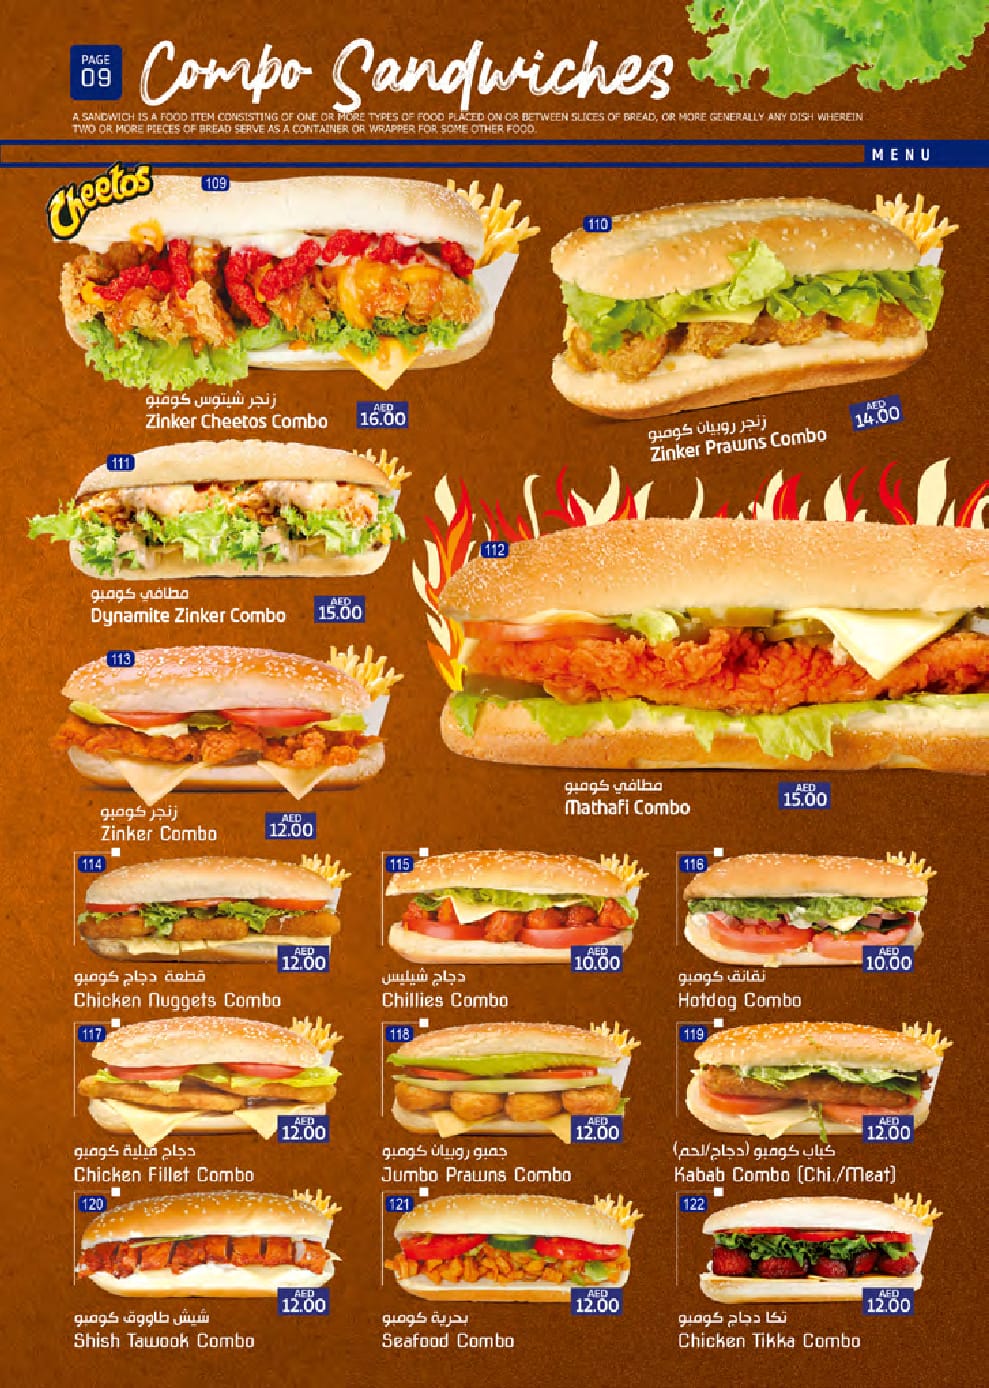 PAGE
09
Combo Sandwiches
A SANDWICH IS A FOOD ITEM CONSISTING OF ONE OR MORE TYPES OF FOOD PLACED ON OR BETWEEN SLICES OF BREAD, OR MORE GENERALLY ANY DISH WHEREIN
TWO OR MORE PIECES OF BREAD SERVE AS A CONTAINER OR WRAPPER FOR SOME OTHER FOOD.
MENU
Cheetos
109
زنجر شيتوس كومبو
Zinker Cheetos Combo
AED
16.00
110
زنجر روبيان كومبو
Zinker Prawns Combo
AED
14.00
111
مطافي كومبو
Dynamite Zinker Combo
AED
15.00
112
مطافي كومبو
Mathafi Combo
AED
15.00
113
زنجر كومبو
Zinker Combo
AED
12.00
114
AED
12.00
قطعة دجاج كومبو
Chicken Nuggets Combo
115
AED
10.00
دجاج شيليس
Chillies Combo
116
AED
10.00
نقانق كومبو
Hotdog Combo
117
AED
12.00
دجاج فيلية كومبو
Chicken Fillet Combo
118
AED
12.00
جمبو روبيان كومبو
Jumbo Prawns Combo
119
AED
12.00
كباب كومبو (دجاج/لحم)
Kabab Combo (Chi./Meat)
120
AED
12.00
شيش طاووق كومبو
Shish Tawook Combo
121
AED
12.00
بحرية كومبو
Seafood Combo
122
AED
12.00
تكا دجاج كومبو
Chicken Tikka Combo